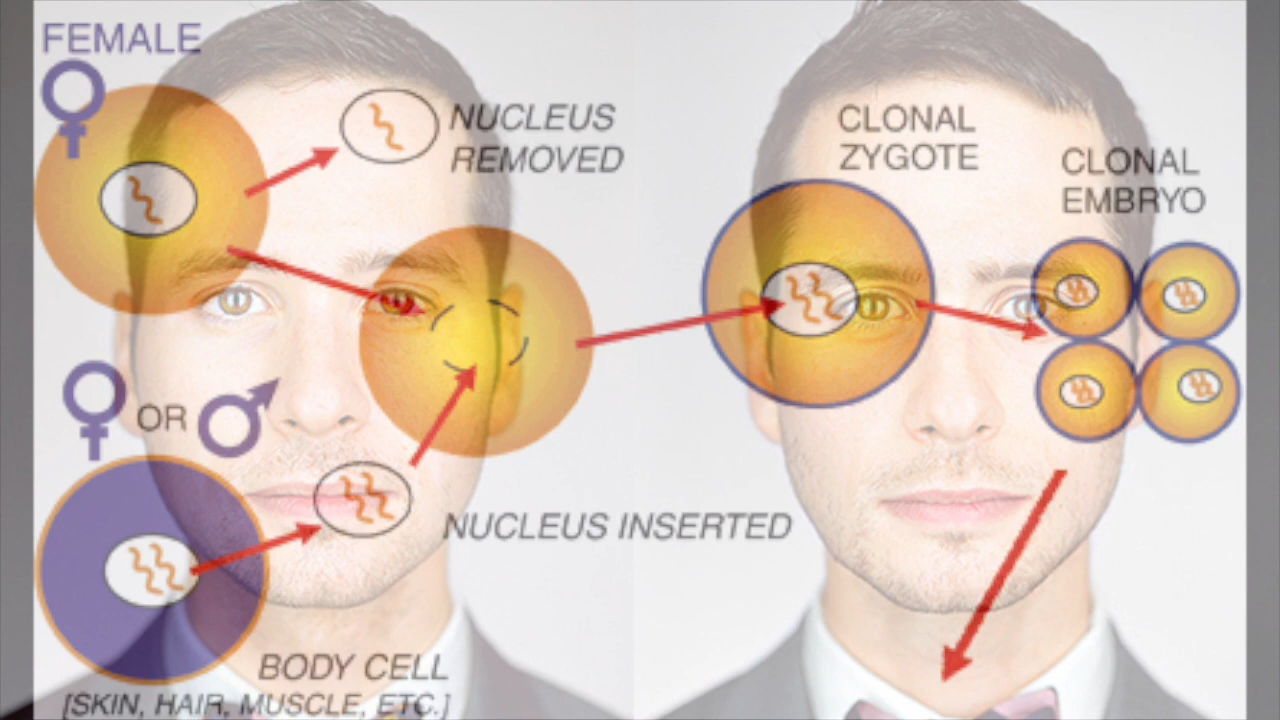 FEMALE
NUCLEUS
REMOVED
CLONAL
ZYGOTE
CLONAL
EMBRYO
OR
NUCLEUS INSERTED
BODY CELL
[SKIN, HAIR, MUSCLE, ETC.]